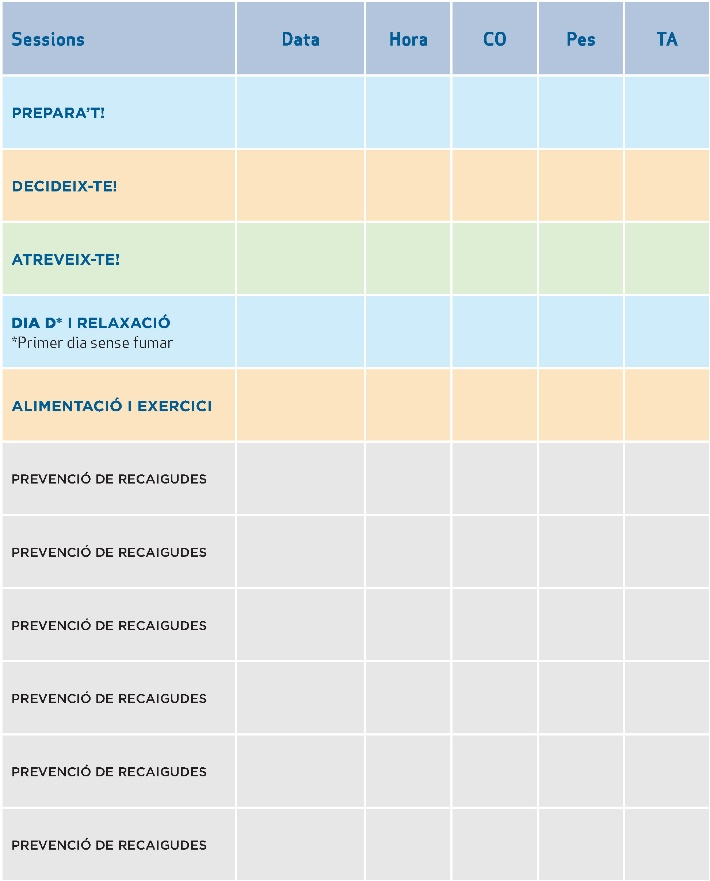 Sessions Data Hora CO Pes TA
PREPARA'T!
DECIDEIX-TE!
ATREVEIX-TE!
DIA D* I RELAXACIÓ
*Primer dia sense fumar
ALIMENTACIÓ I EXERCICI
PREVENCIÓ DE RECAIGUDES
PREVENCIÓ DE RECAIGUDES
PREVENCIÓ DE RECAIGUDES
PREVENCIÓ DE RECAIGUDES
PREVENCIÓ DE RECAIGUDES
PREVENCIÓ DE RECAIGUDES